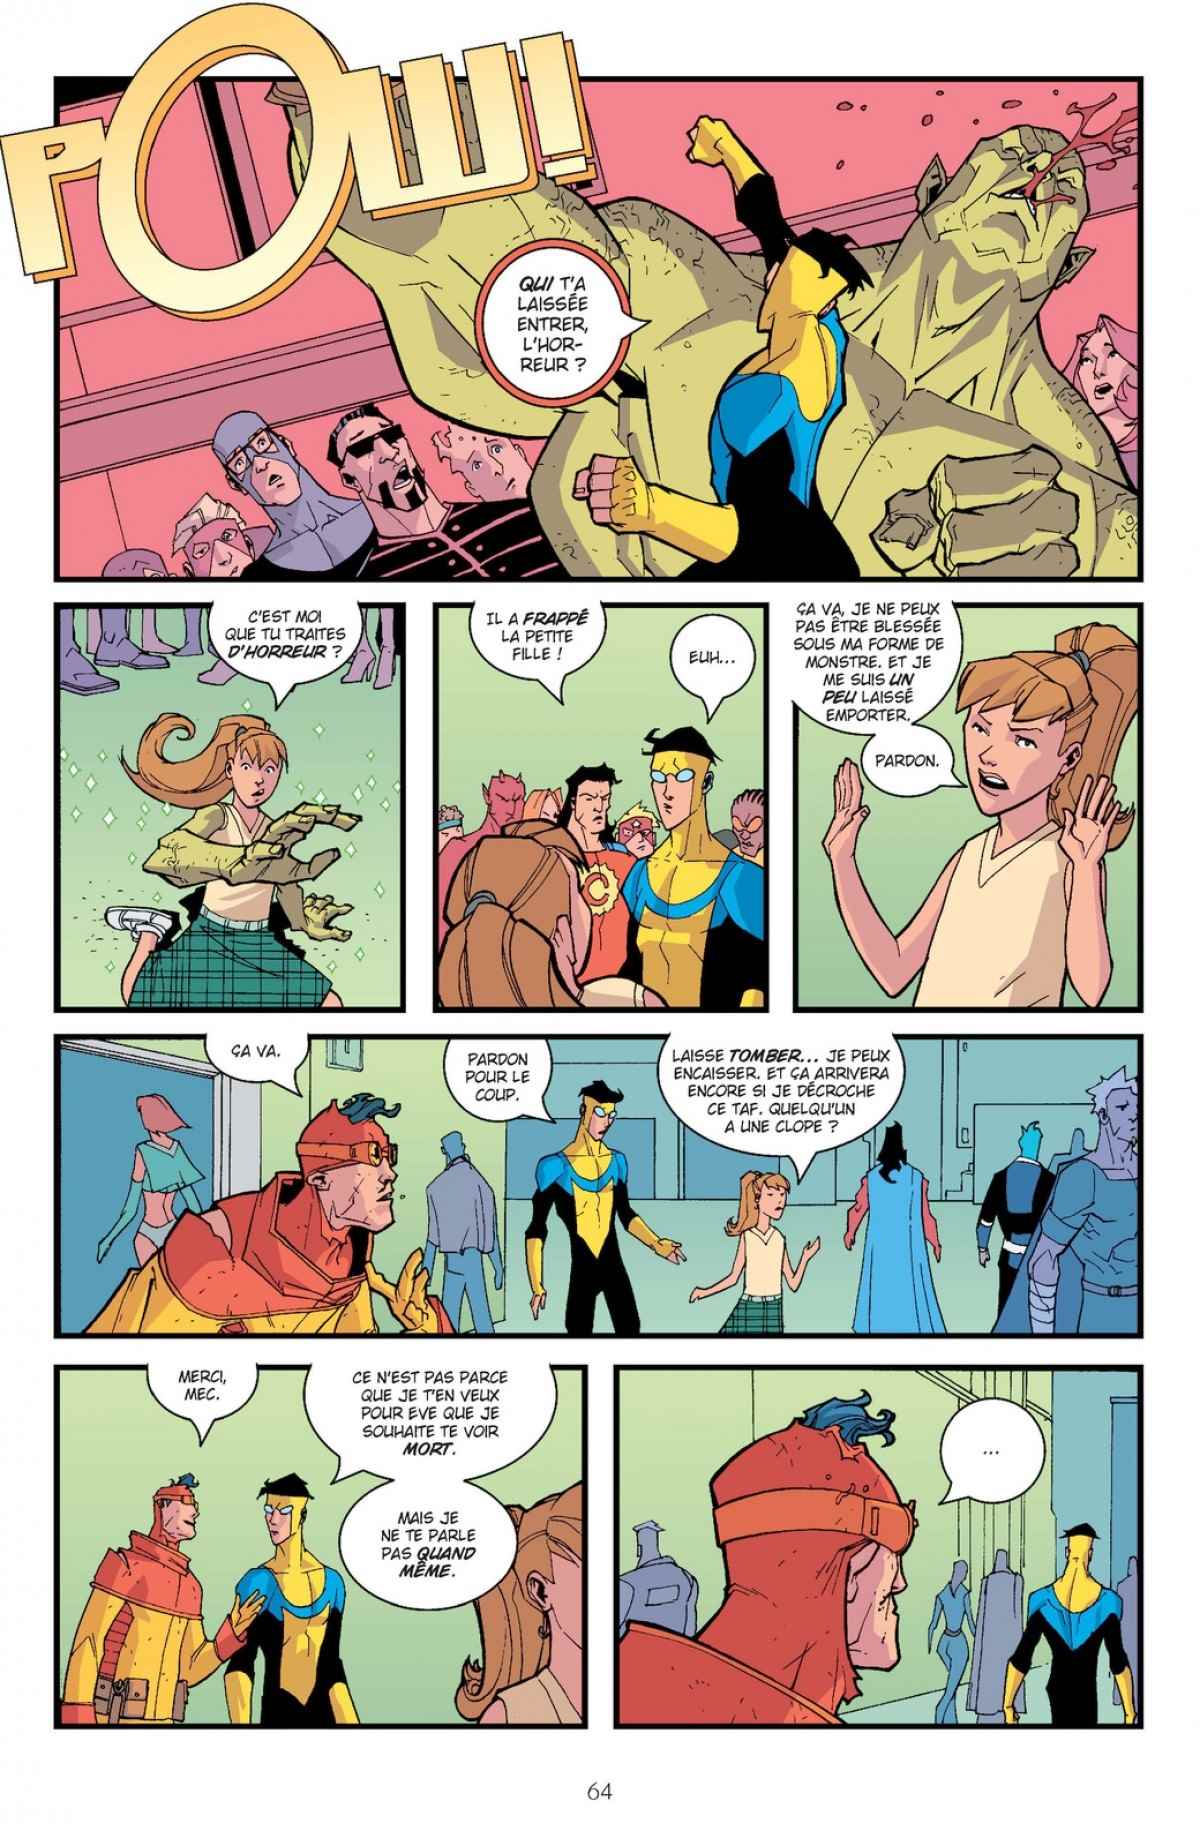 POW!
QUI T'A
LAISSÉE
ENTRER,
L'HOR-
REUR ?
C'EST MOI
QUE TU TRAITES
D'HORREUR ?
IL A FRAPPÉ
LA PETITE
FILLE !
EUH...
ÇA VA, JE NE PEUX
PAS ÊTRE BLESSÉE
SOUS MA FORME DE
MONSTRE. ET JE
ME SUIS UN
PEU LAISSÉ
EMPORTER.
PARDON.
C
ÇA VA.
PARDON
POUR LE
COUP.
LAISSE TOMBER... JE PEUX
ENCAISSER. ET ÇA ARRIVERA
ENCORE SI JE DÉCROCHE
CE TAF. QUELQU'UN
A UNE CLOPE ?
MERCI,
MEC.
CE N'EST PAS PARCE
QUE JE T'EN VEUX
POUR EVE QUE JE
SOUHAITE TE VOIR
MORT.
MAIS JE
NE TE PARLE
PAS QUAND
MÊME.
...
64